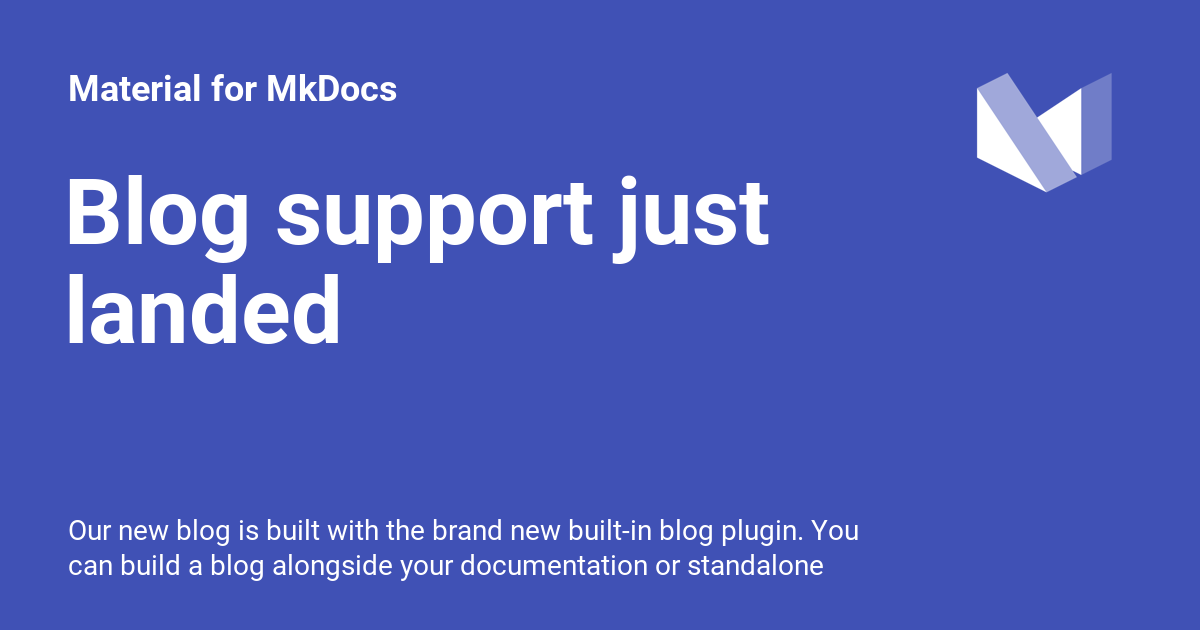 Material for MkDocs
Blog support just
landed
Our new blog is built with the brand new built-in blog plugin. You
can build a blog alongside your documentation or standalone